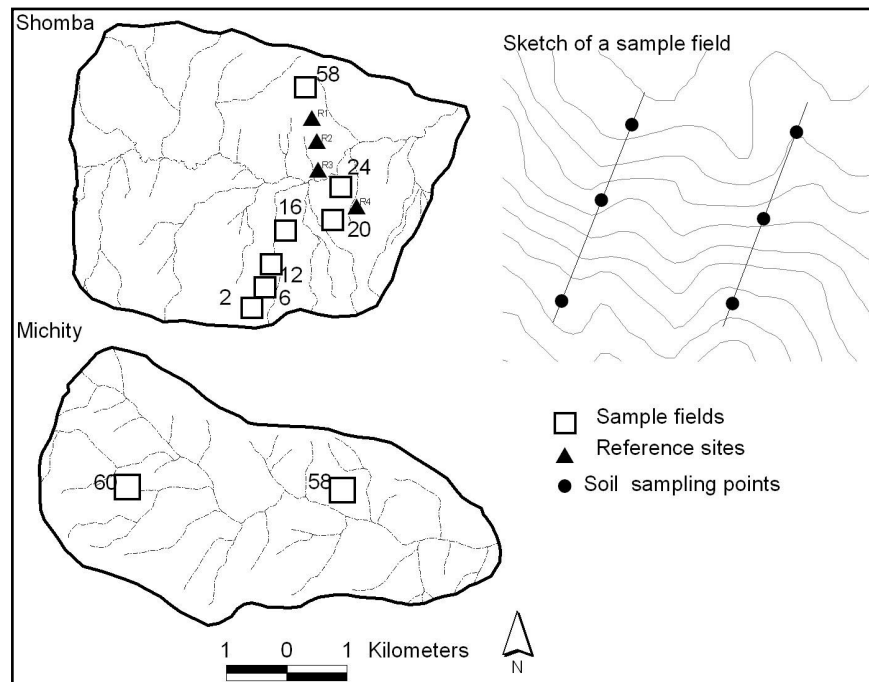 Shomba
58
R1
R2
R3
24
R4
16
20
12
2
6
Michity
60
58
1 0 1 Kilometers
N
Sketch of a sample field
Sample fields
Reference sites
Soil sampling points